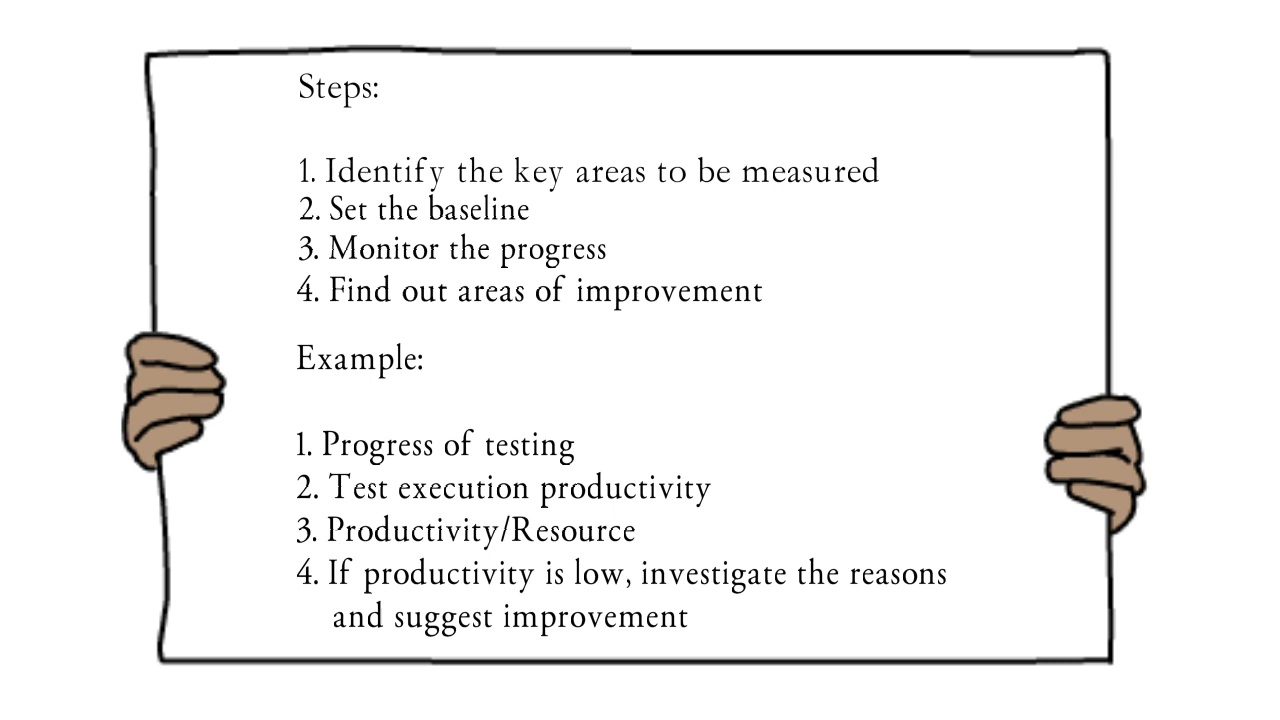 Steps:
1. Identify the key areas to be measured
2. Set the baseline
3. Monitor the progress
4. Find out areas of improvement
Example:
1. Progress of testing
2. Test execution productivity
3. Productivity/Resource
4. If productivity is low, investigate the reasons
and suggest improvement